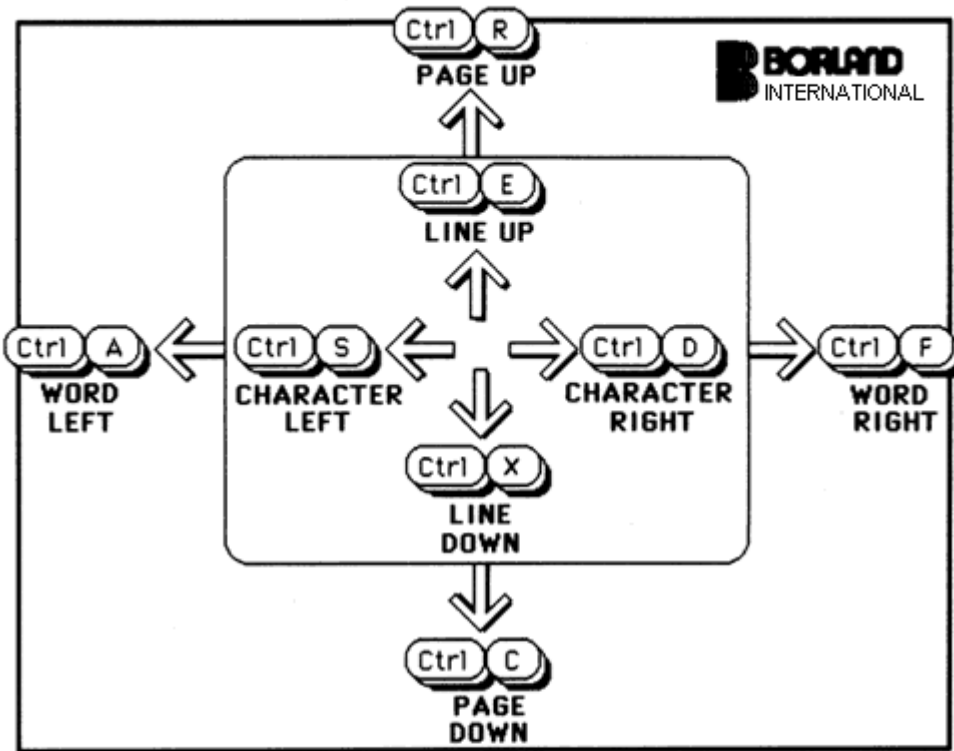 Ctrl R
PAGE UP
BORLAND
INTERNATIONAL
Ctrl E
LINE UP
Ctrl A
WORD
LEFT
Ctrl S
CHARACTER
LEFT
Ctrl D
CHARACTER
RIGHT
Ctrl F
WORD
RIGHT
Ctrl X
LINE
DOWN
Ctrl C
PAGE
DOWN